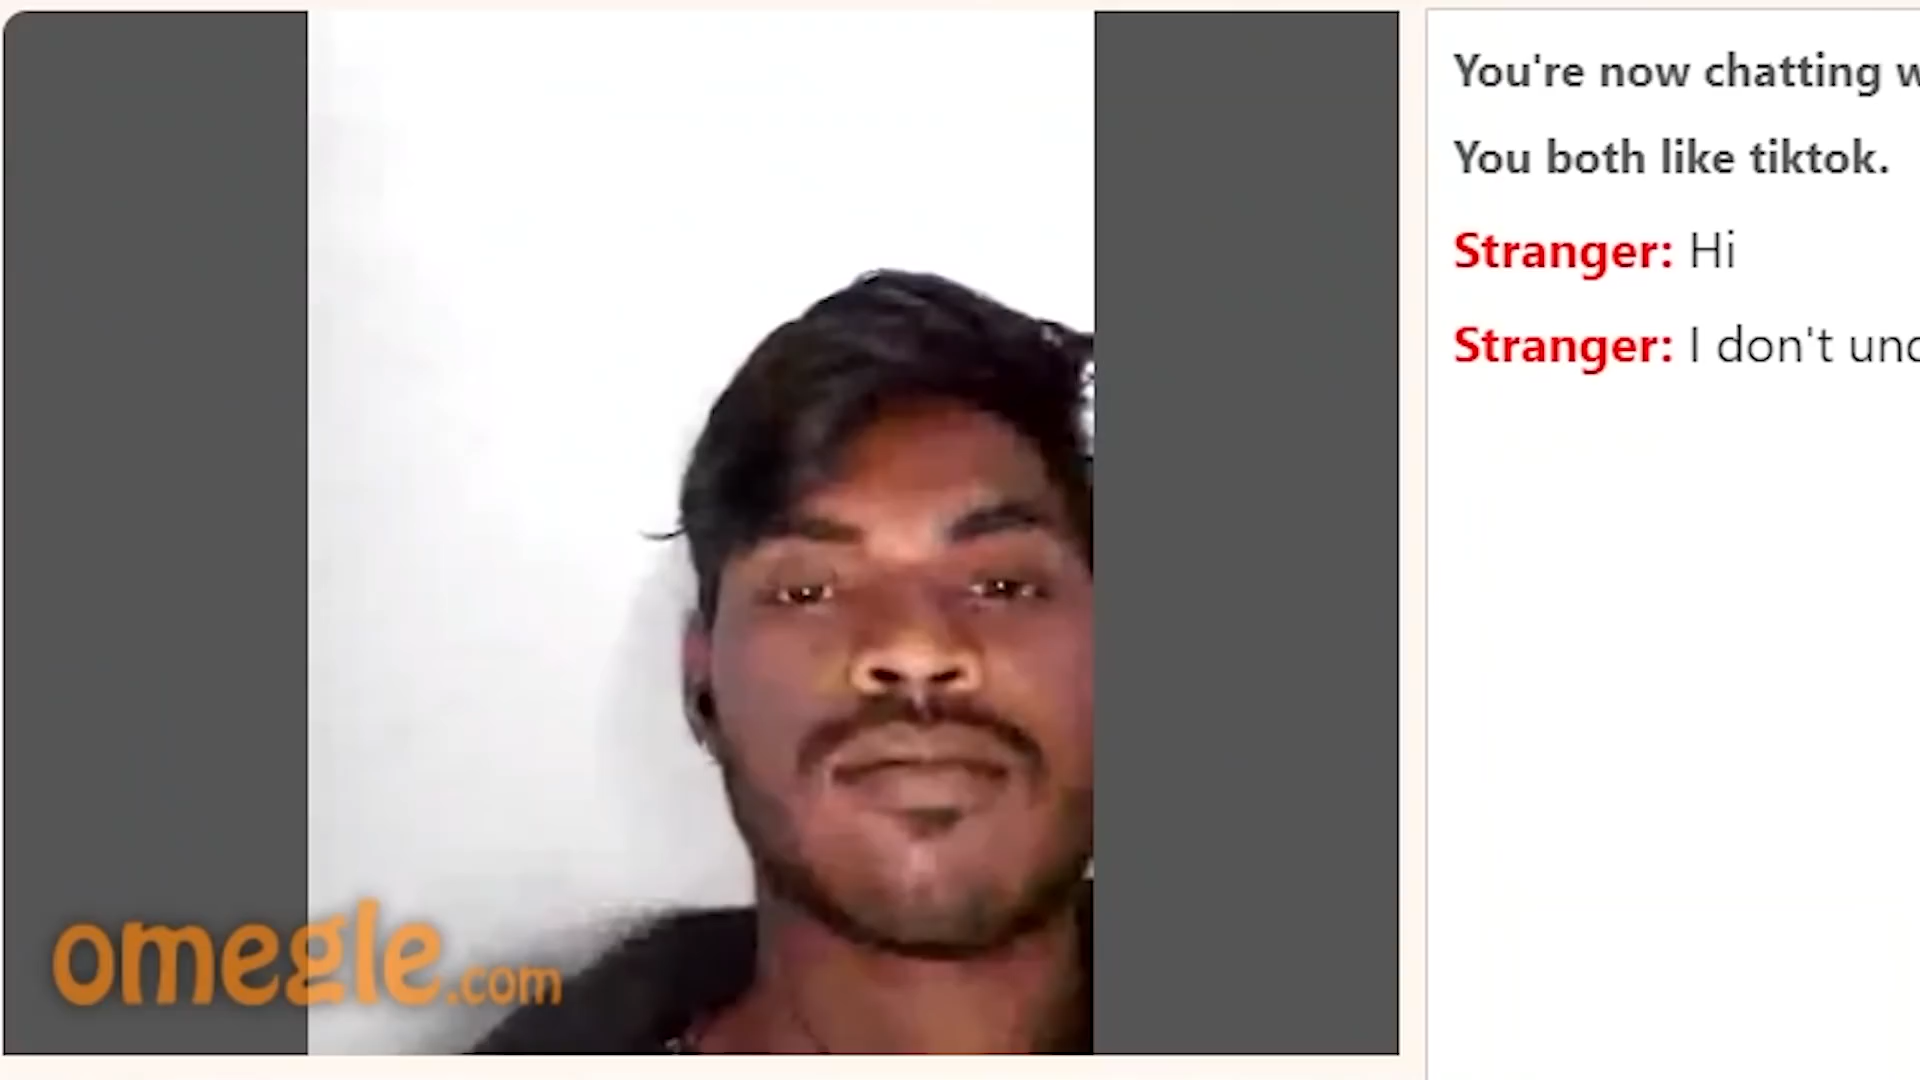 You're now chatting
You both like tiktok.
Stranger: Hi
Stranger: I don't
omegle.com